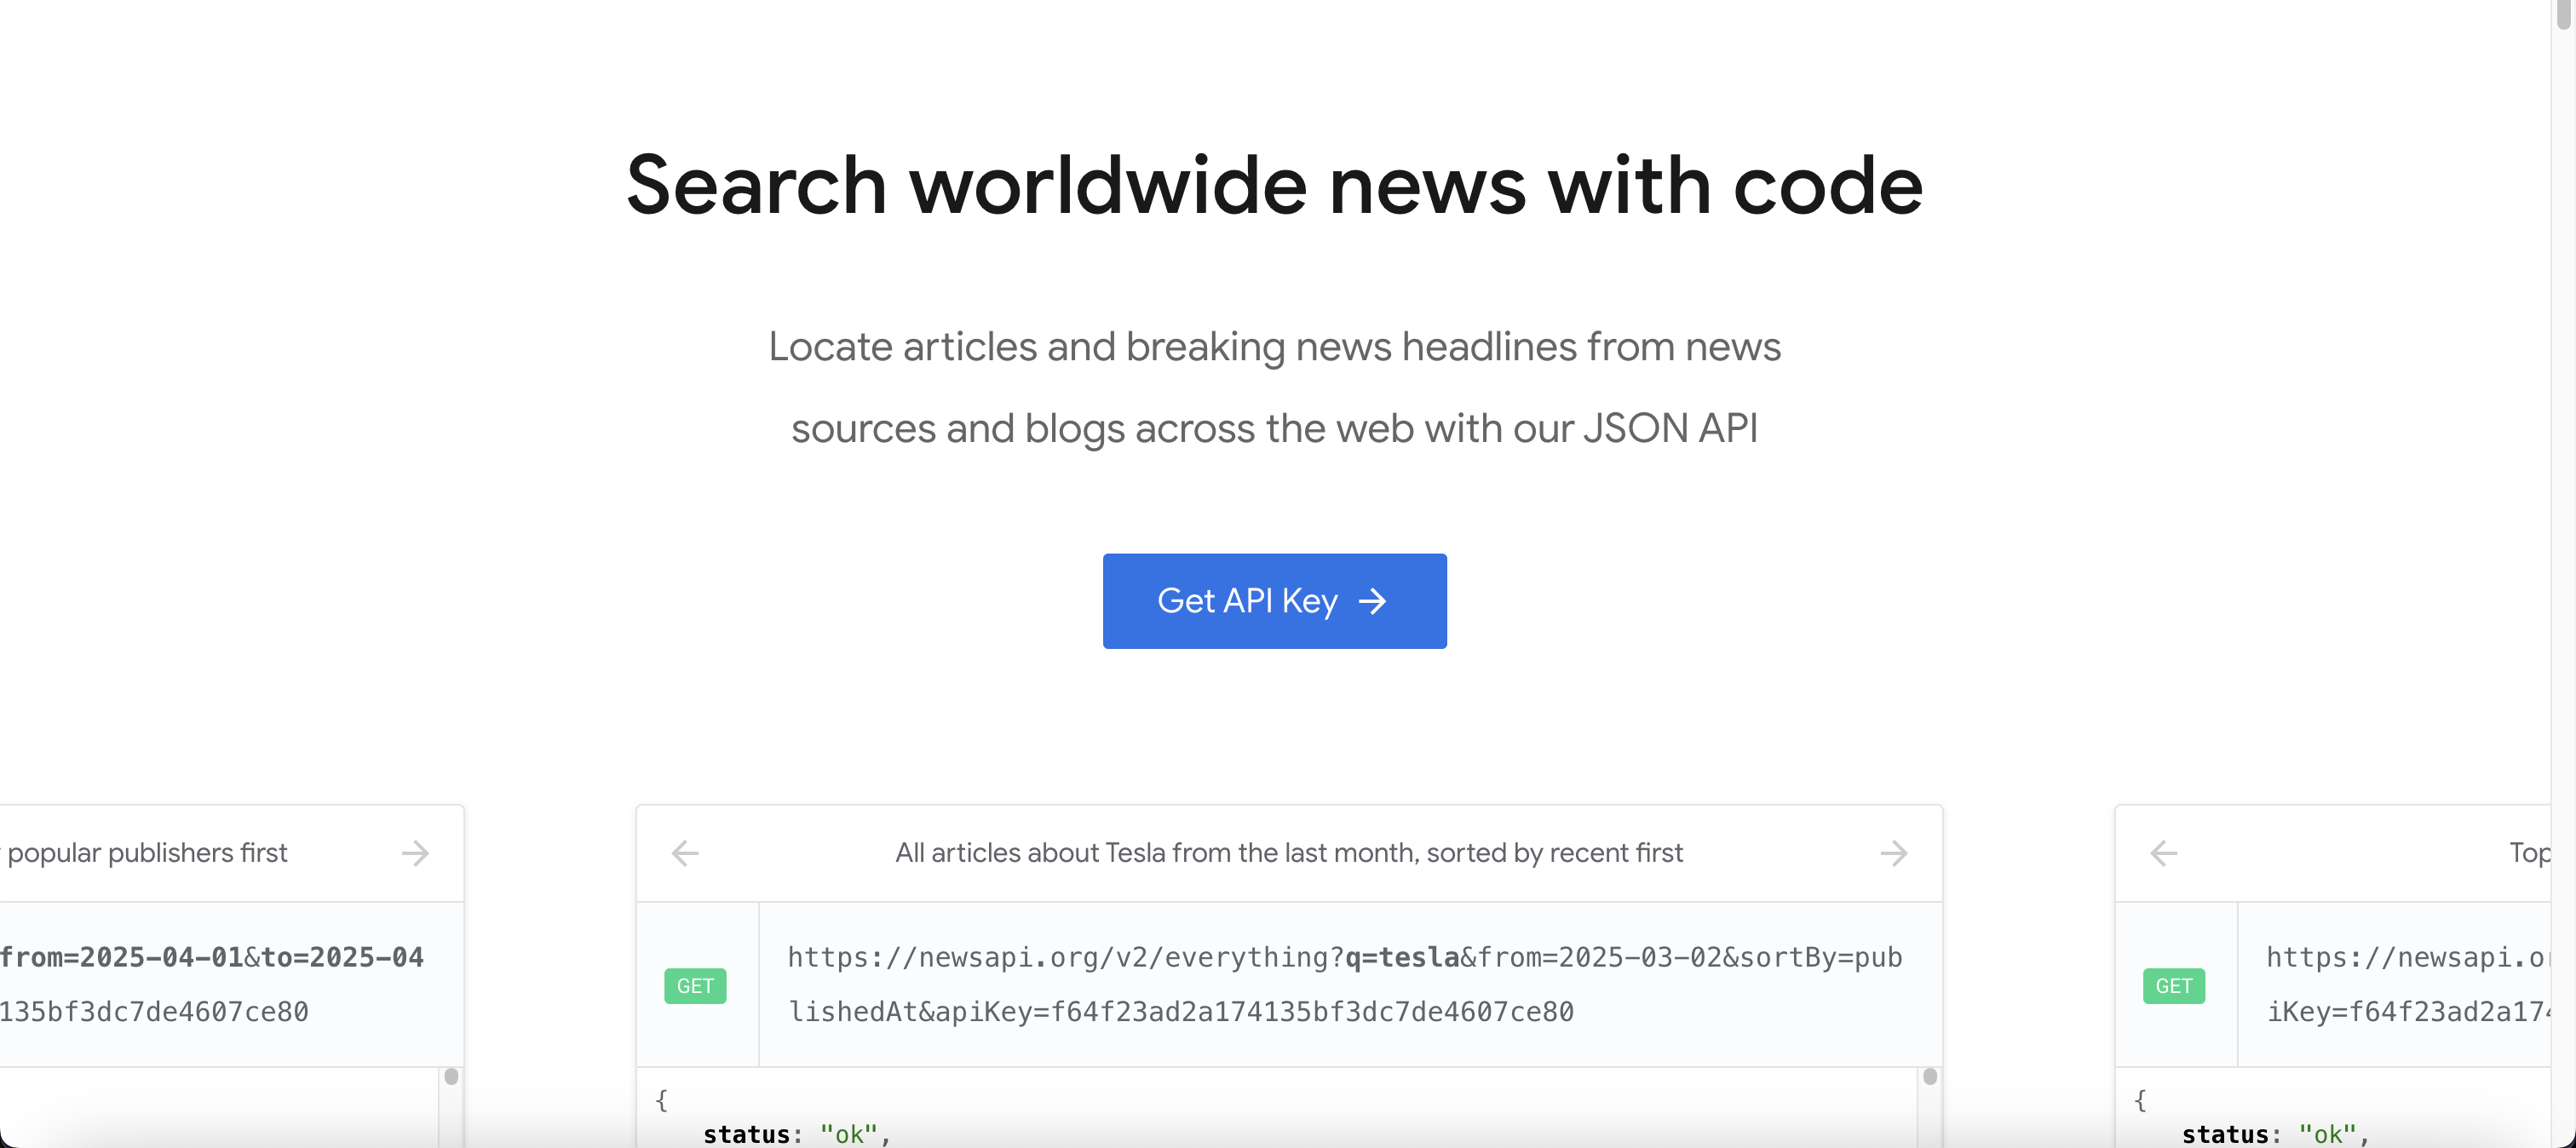 Search worldwide news with code
Locate articles and breaking news headlines from news
sources and blogs across the web with our JSON API
Get API Key →
popular publishers first →
from=2025-04-01&to=2025-04
135bf3dc7de4607ce80
← All articles about Tesla from the last month, sorted by recent first →
GET
https://newsapi.org/v2/everything?q=tesla&from=2025-03-02&sortBy=pub
lishedAt&apiKey=f64f23ad2a174135bf3dc7de4607ce80
{
status: "ok",
← Top
GET
https://newsapi.o
iKey=f64f23ad2a174
{
status: "ok",